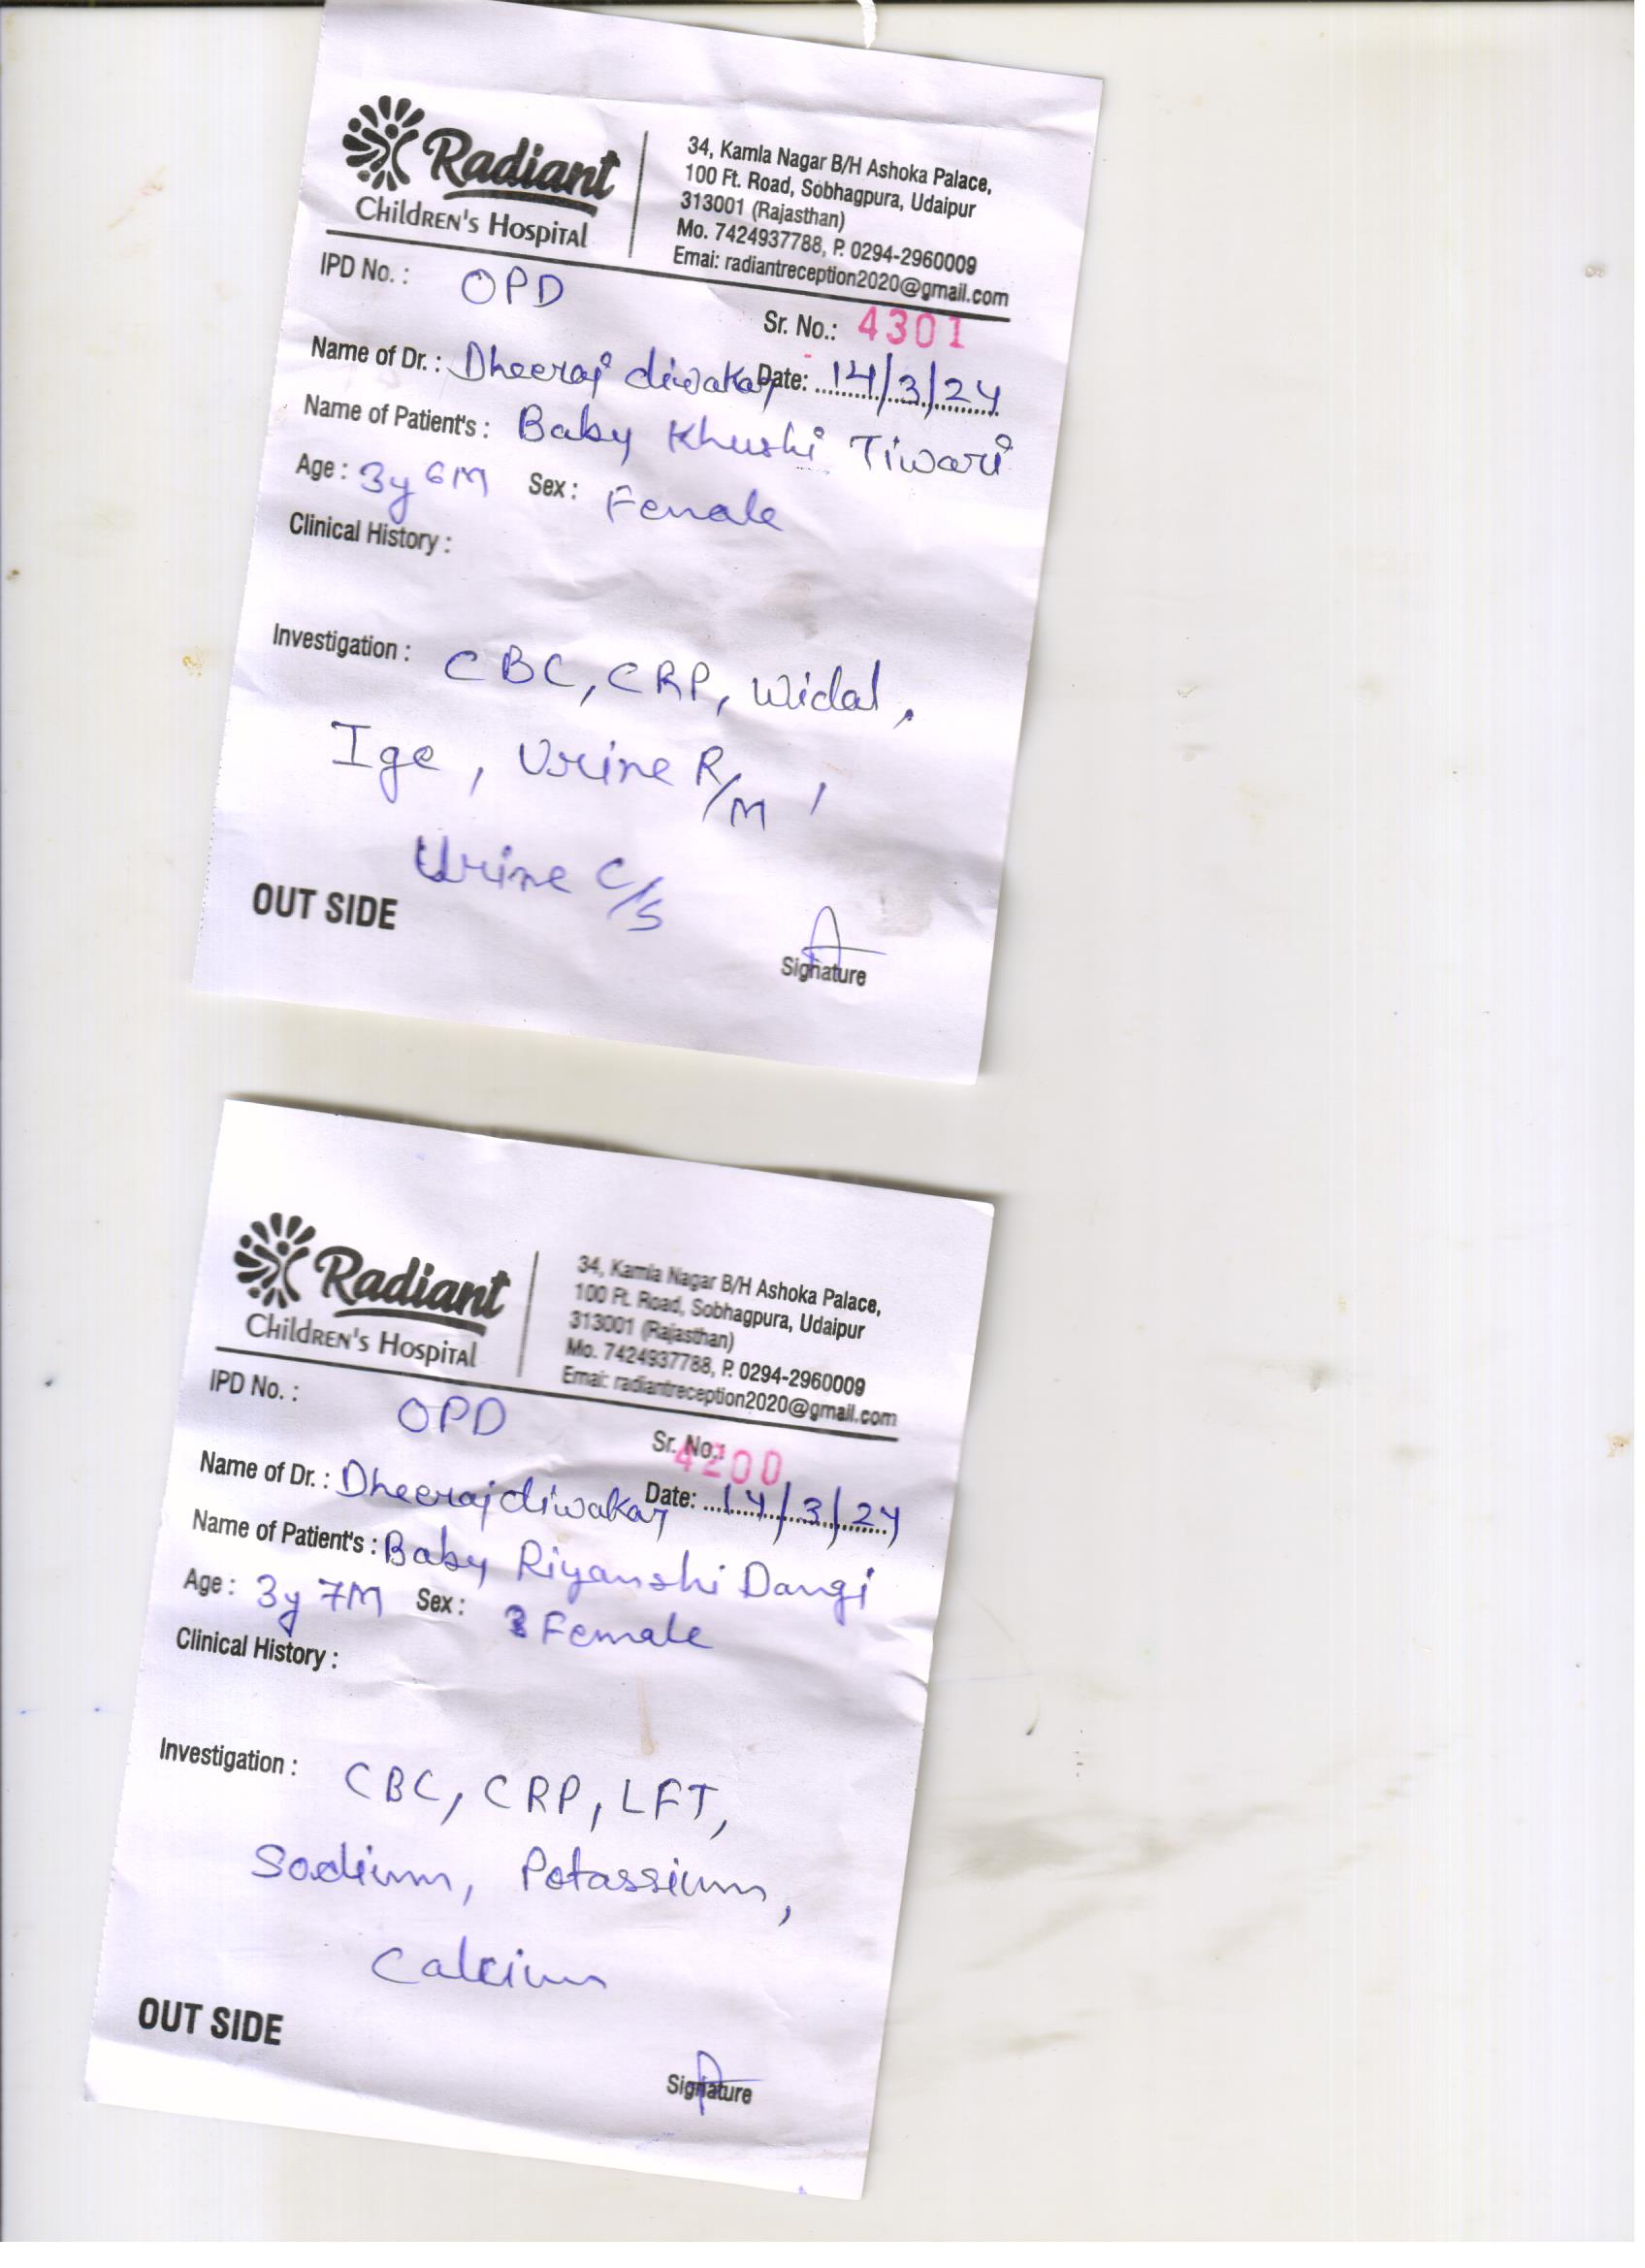 Radiant
Children's Hospital
34, Kamla Nagar B/H Ashoka Palace,
100 Ft. Road, Sobhagpura, Udaipur
313001 (Rajasthan)
Mo. 7424937788, P. 0294-2960009
Emai: radiantreception2020@gmail.com
IPD No. : OPD
Sr. No.: 4301
Name of Dr. : Dheeraj diwakar Date: 14/3/24
Name of Patient's : Baby Khushi Tiwari
Age : 3y 6M Sex : Female
Clinical History :
Investigation : CBC, CRP, Widal,
Ige, Urine R/M,
Urine C/S
OUT SIDE
Signature
Radiant
Children's Hospital
34, Kamla Nagar B/H Ashoka Palace,
100 Ft. Road, Sobhagpura, Udaipur
313001 (Rajasthan)
Mo. 7424937788, P. 0294-2960009
Emai: radiantreception2020@gmail.com
IPD No. : OPD
Sr. No.: 4200
Name of Dr. : Dheeraj diwakar Date: 14/3/24
Name of Patient's : Baby Riyanshi Dangi
Age : 3y 7M Sex : Female
Clinical History :
Investigation : CBC, CRP, LFT,
Sodium, Potassium,
Calcium
OUT SIDE
Signature